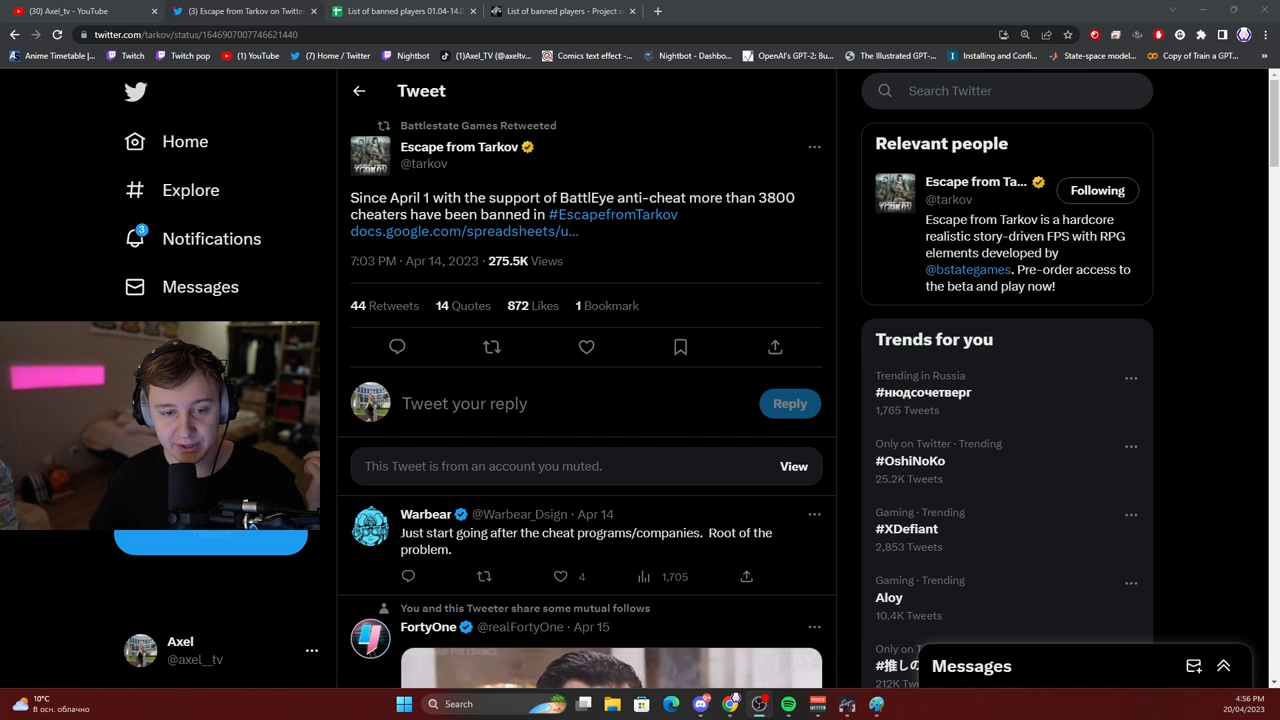 (30) Axel_tv - YouTube
(3) Escape from Tarkov on Twitter
List of banned players 01.04-14.0
List of banned players - Project n
twitter.com/tarkov/status/1646907007746621440
Anime Timetable |...
Twitch
Twitch pop
(1) YouTube
(7) Home / Twitter
Nightbot
(1)Axel_TV (@axeltv...
Comics text effect -...
Nightbot - Dashbo...
OpenAI's GPT-2: Bu...
The Illustrated GPT-...
Installing and Confi...
State-space model...
Copy of Train a GPT...
Home
Explore
3
Notifications
Messages
Axel
@axel__tv
Tweet
Battlestate Games Retweeted
Escape from Tarkov
@tarkov
Since April 1 with the support of BattlEye anti-cheat more than 3800
cheaters have been banned in #EscapefromTarkov
docs.google.com/spreadsheets/u...
7:03 PM · Apr 14, 2023 · 275.5K Views
44 Retweets 14 Quotes 872 Likes 1 Bookmark
Tweet your reply
Reply
This Tweet is from an account you muted.
View
Warbear @Warbear_Dsign · Apr 14
Just start going after the cheat programs/companies. Root of the
problem.
4
1,705
You and this Tweeter share some mutual follows
FortyOne @realFortyOne · Apr 15
Search Twitter
Relevant people
Escape from Ta...
@tarkov
Following
Escape from Tarkov is a hardcore
realistic story-driven FPS with RPG
elements developed by
@bstategames. Pre-order access to
the beta and play now!
Trends for you
Trending in Russia
#нюдсочетверг
1,765 Tweets
Only on Twitter · Trending
#OshiNoKo
25.2K Tweets
Gaming · Trending
#XDefiant
2,853 Tweets
Gaming · Trending
Aloy
10.4K Tweets
Only o
#推しの
212K Twe
Messages
10°C
В осн. облачно
Search
4:56 PM
20/04/2023